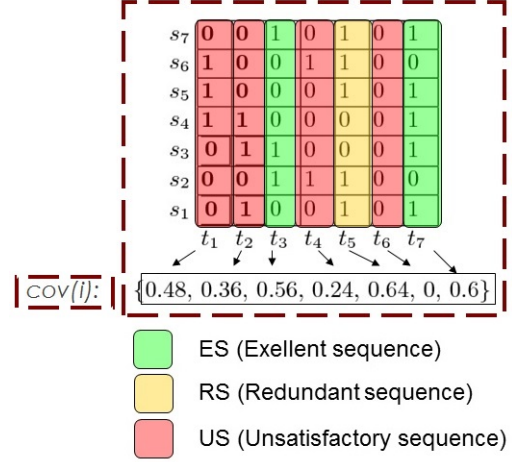 s7 0 0 1 0 1 0 1
s6 1 0 0 1 1 0 0
s5 1 0 0 0 1 0 1
s4 1 1 0 0 0 0 1
s3 0 1 1 0 0 0 1
s2 0 0 1 1 1 0 0
s1 0 1 0 0 1 0 1
t1 t2 t3 t4 t5 t6 t7
cov(i): {0.48, 0.36, 0.56, 0.24, 0.64, 0, 0.6}
ES (Exellent sequence)
RS (Redundant sequence)
US (Unsatisfactory sequence)